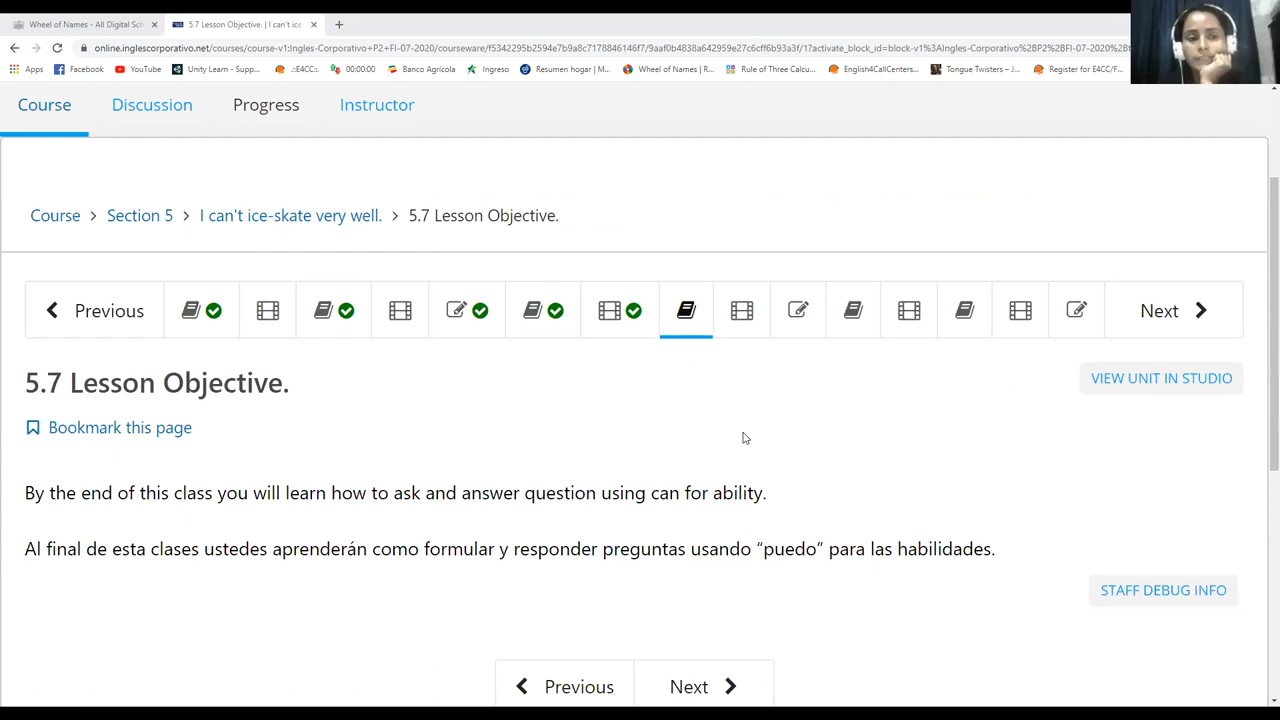 Wheel of Names - All Digital Sch
5.7 Lesson Objective. | I can't ice
online.inglescorporativo.net/courses/course-v1:Ingles-Corporativo+P2+FI-07-2020/courseware/f5342295b2594e7b9a8c7178846146f7/9aaf0b4838a642959e27c6cff6b93a3f/1?activate_block_id=block-v1%3AIngles-Corporativo%2BP2%2BFI-07-2020%2Bt
Apps Facebook YouTube Unity Learn - Supp... .::E4CC::. 00:00:00 Banco Agrícola Ingreso Resumen hogar | M... Wheel of Names | R... Rule of Three Calcu... English4CallCenters... Tongue Twisters – J... Register for E4CC/F...
Course Discussion Progress Instructor
Course > Section 5 > I can't ice-skate very well. > 5.7 Lesson Objective.
Previous Next
5.7 Lesson Objective.
VIEW UNIT IN STUDIO
Bookmark this page
By the end of this class you will learn how to ask and answer question using can for ability.
Al final de esta clases ustedes aprenderán como formular y responder preguntas usando “puedo” para las habilidades.
STAFF DEBUG INFO
Previous Next